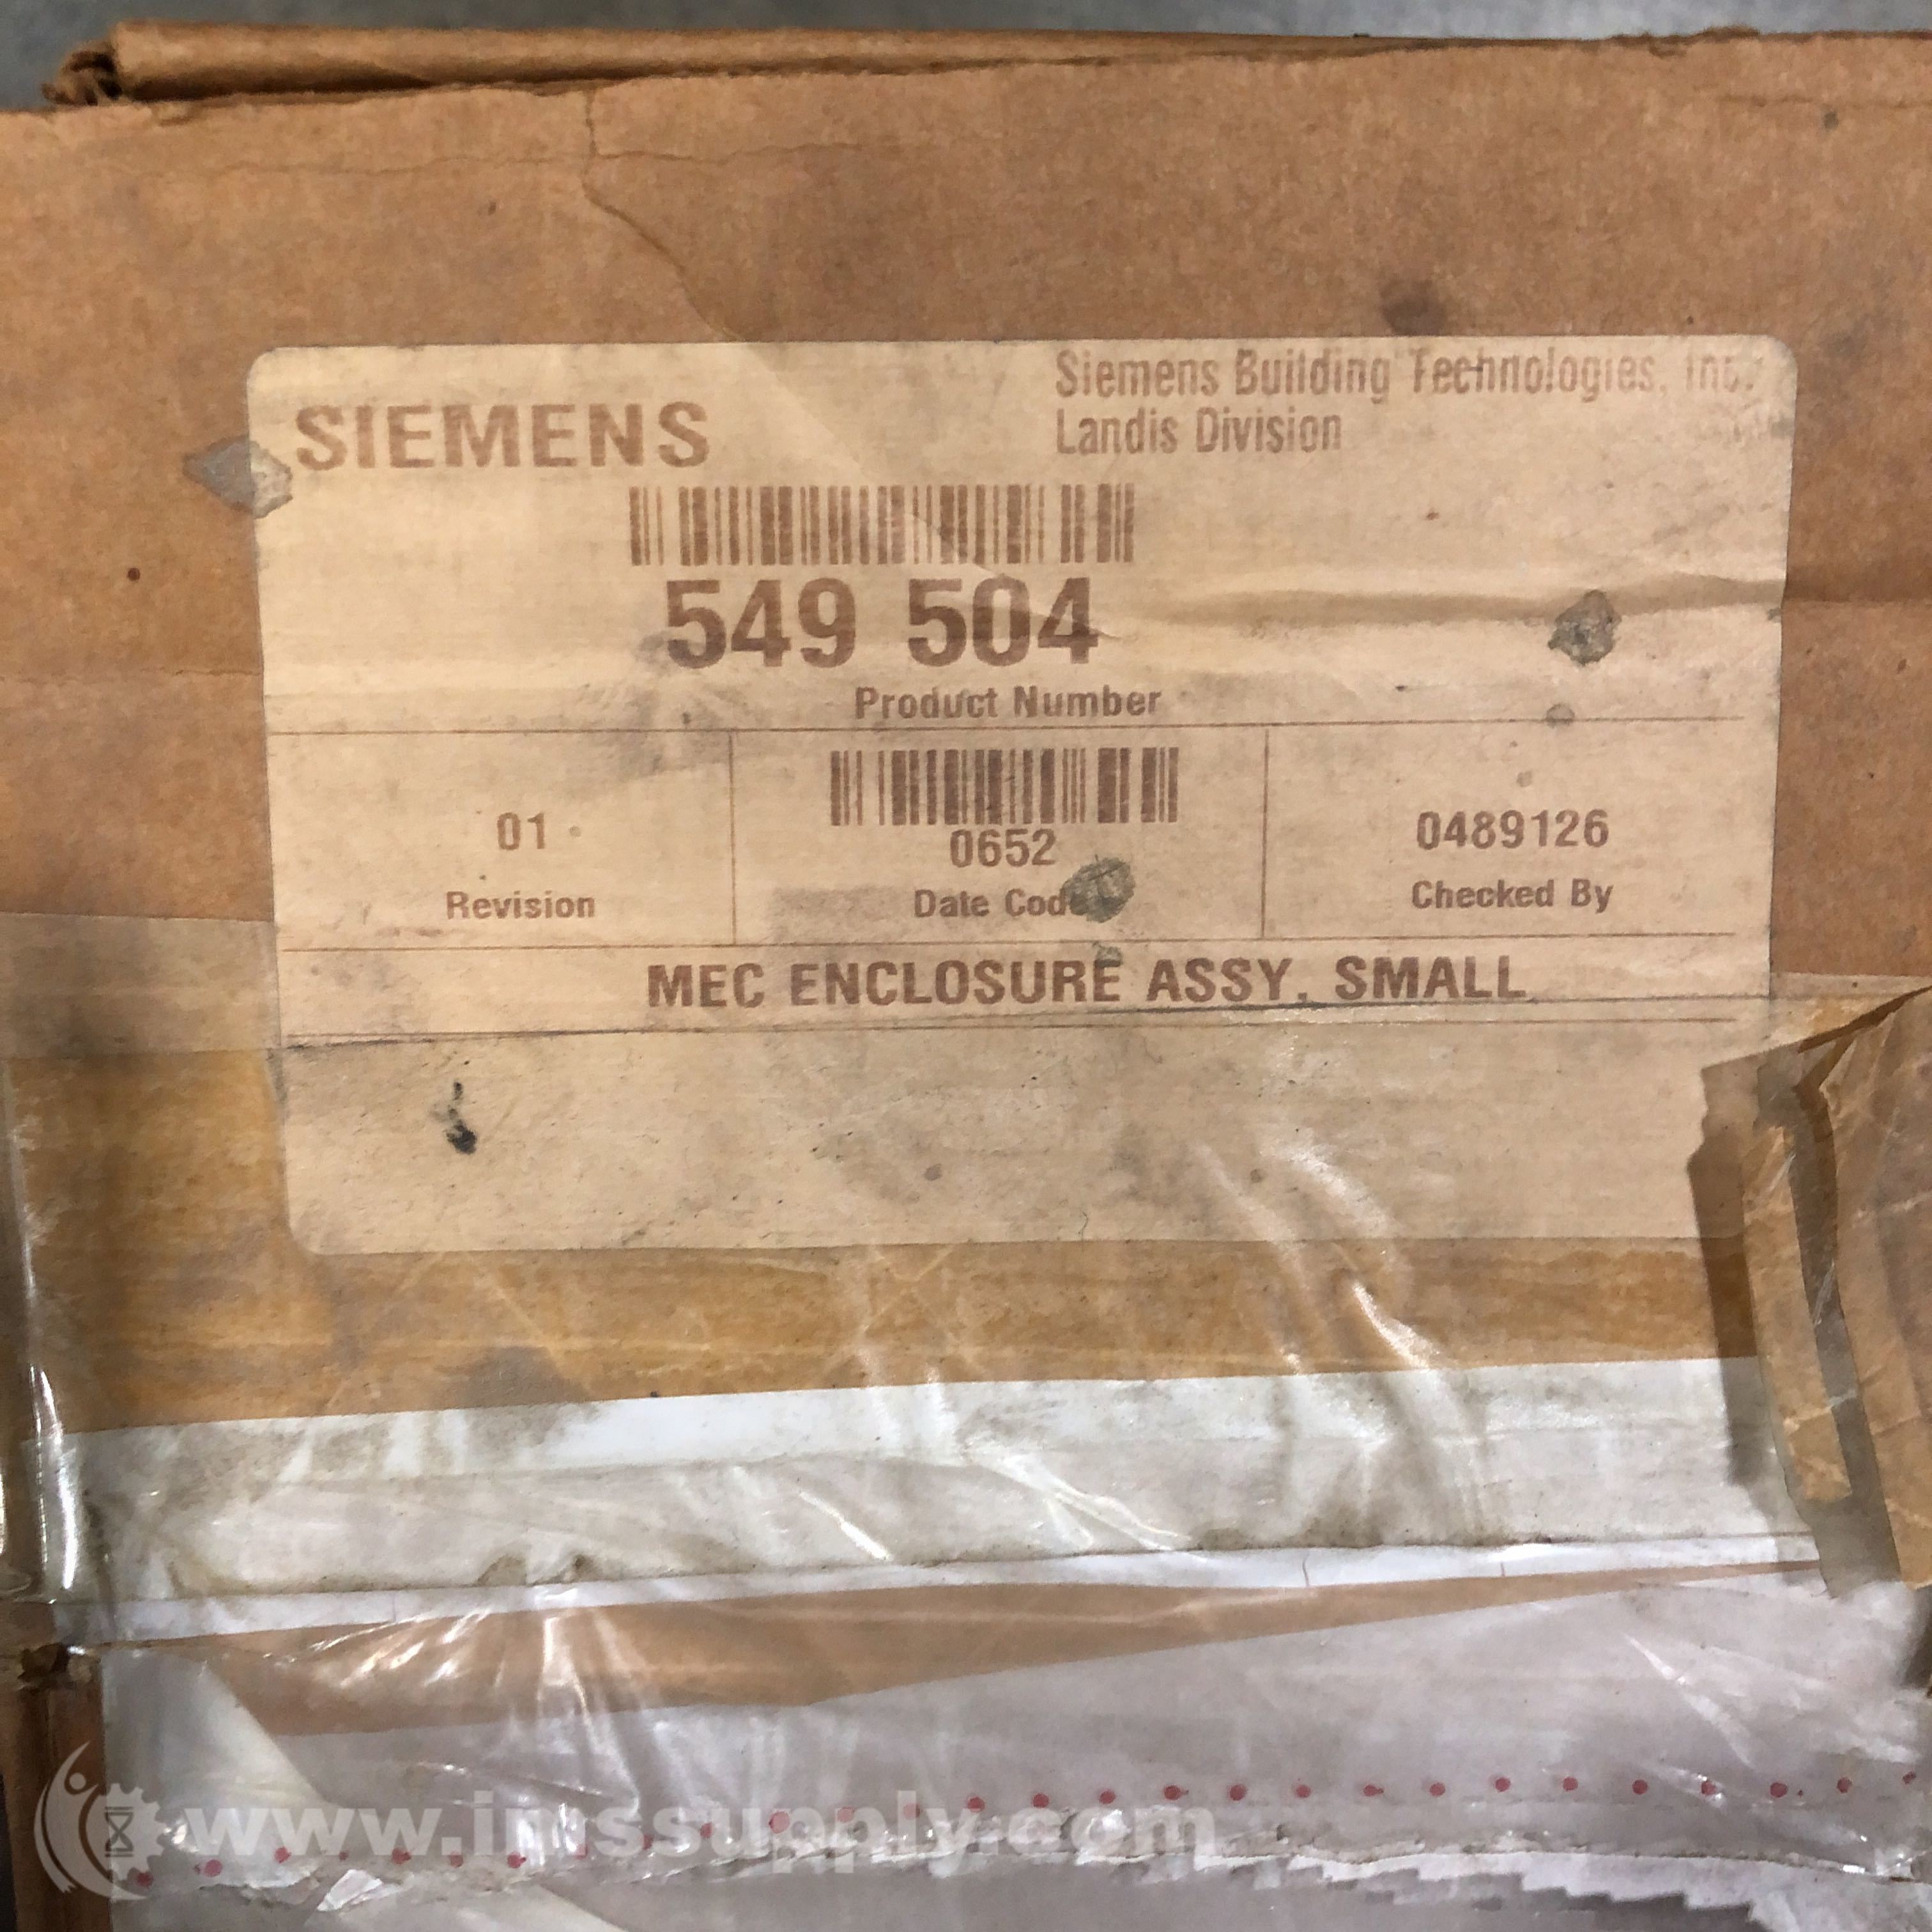 Siemens Building Technologies, Inc.
SIEMENS
Landis Division
549 504
Product Number
01
0652
0489126
Revision
Date Code
Checked By
MEC ENCLOSURE ASSY, SMALL
www.imssupply.com